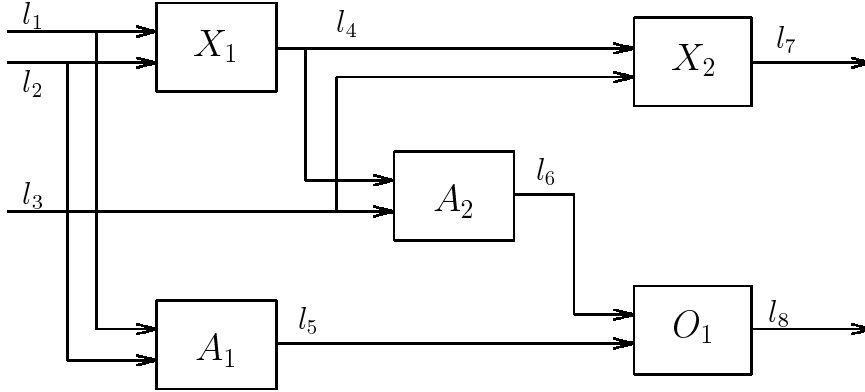 l₁
X₁
l₄
X₂
l₇
l₂
l₃
A₂
l₆
A₁
l₅
O₁
l₈